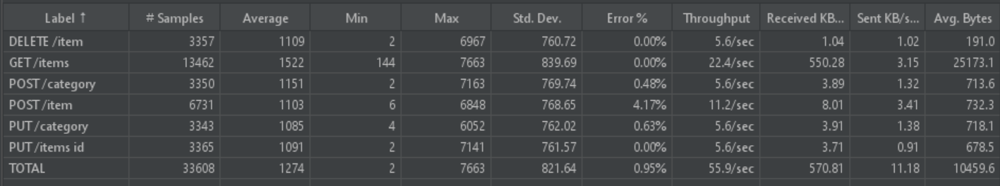 Label ↑ # Samples Average Min Max Std. Dev. Error % Throughput Received KB... Sent KB/s... Avg. Bytes
DELETE /item 3357 1109 2 6967 760.72 0.00% 5.6/sec 1.04 1.02 191.0
GET /items 13462 1522 144 7663 839.69 0.00% 22.4/sec 550.28 3.15 25173.1
POST /category 3350 1151 2 7163 769.74 0.48% 5.6/sec 3.89 1.32 713.6
POST /item 6731 1103 6 6848 768.65 4.17% 11.2/sec 8.01 3.41 732.3
PUT /category 3343 1085 4 6052 762.02 0.63% 5.6/sec 3.91 1.38 718.1
PUT /items id 3365 1091 2 7141 761.57 0.00% 5.6/sec 3.71 0.91 678.5
TOTAL 33608 1274 2 7663 821.64 0.95% 55.9/sec 570.81 11.18 10459.6